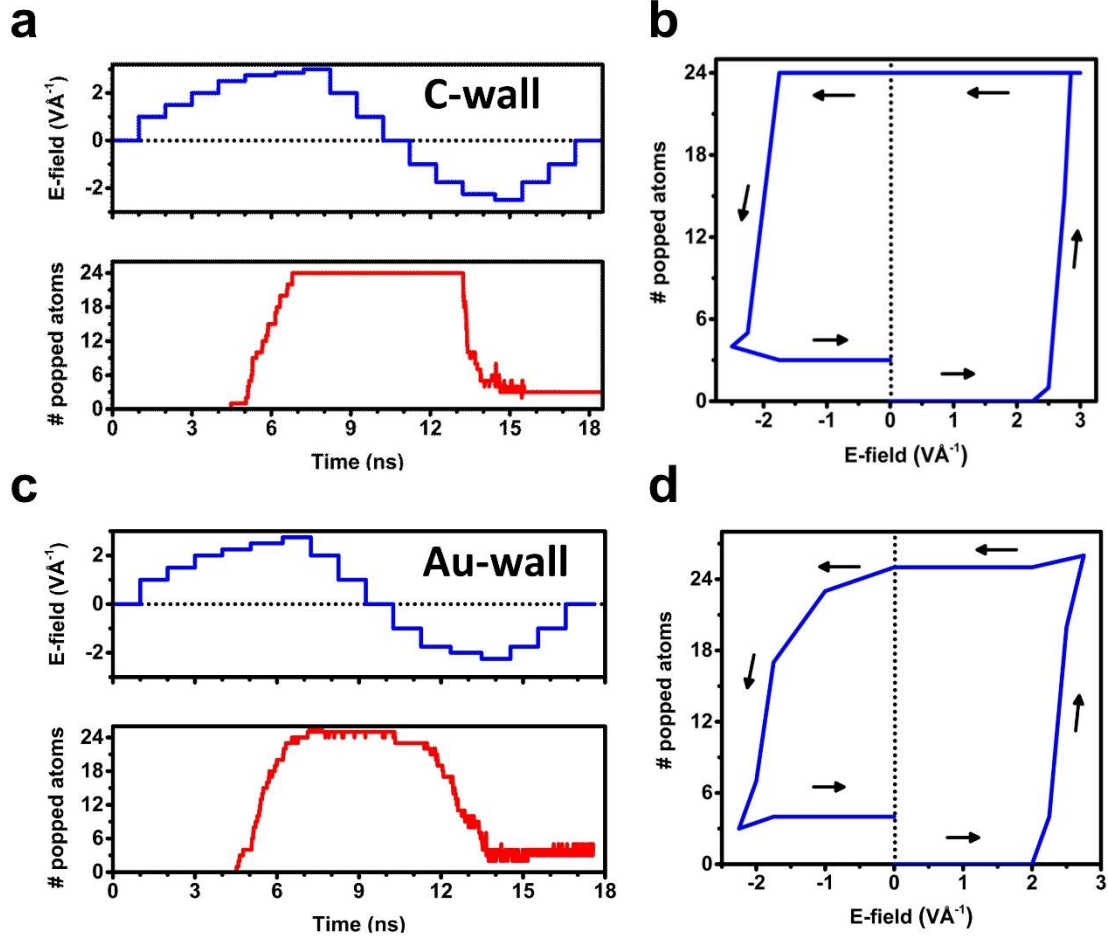 a
E-field (VÅ⁻¹)
2
0
-2
C-wall
# popped atoms
24
18
12
6
0
0 3 6 9 12 15 18
Time (ns)
b
# popped atoms
24
18
12
6
0
-2 -1 0 1 2 3
E-field (VÅ⁻¹)
c
E-field (VÅ⁻¹)
2
0
-2
Au-wall
# popped atoms
24
18
12
6
0
0 3 6 9 12 15 18
Time (ns)
d
# popped atoms
24
18
12
6
0
-2 -1 0 1 2 3
E-field (VÅ⁻¹)